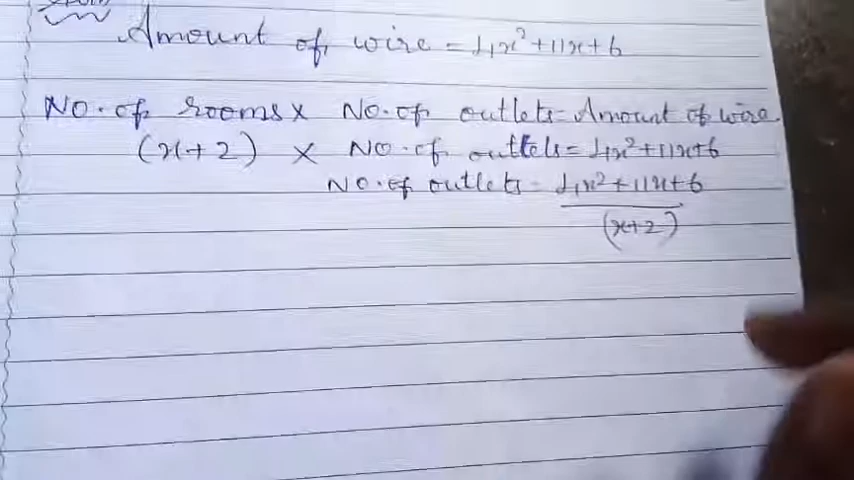 Amount of wire = 4x²+11x+6
No. of rooms × No. of outlets = Amount of wire.
(x+2) × No. of outlets = 4x²+11x+6
No. of outlets = 4x²+11x+6
(x+2)